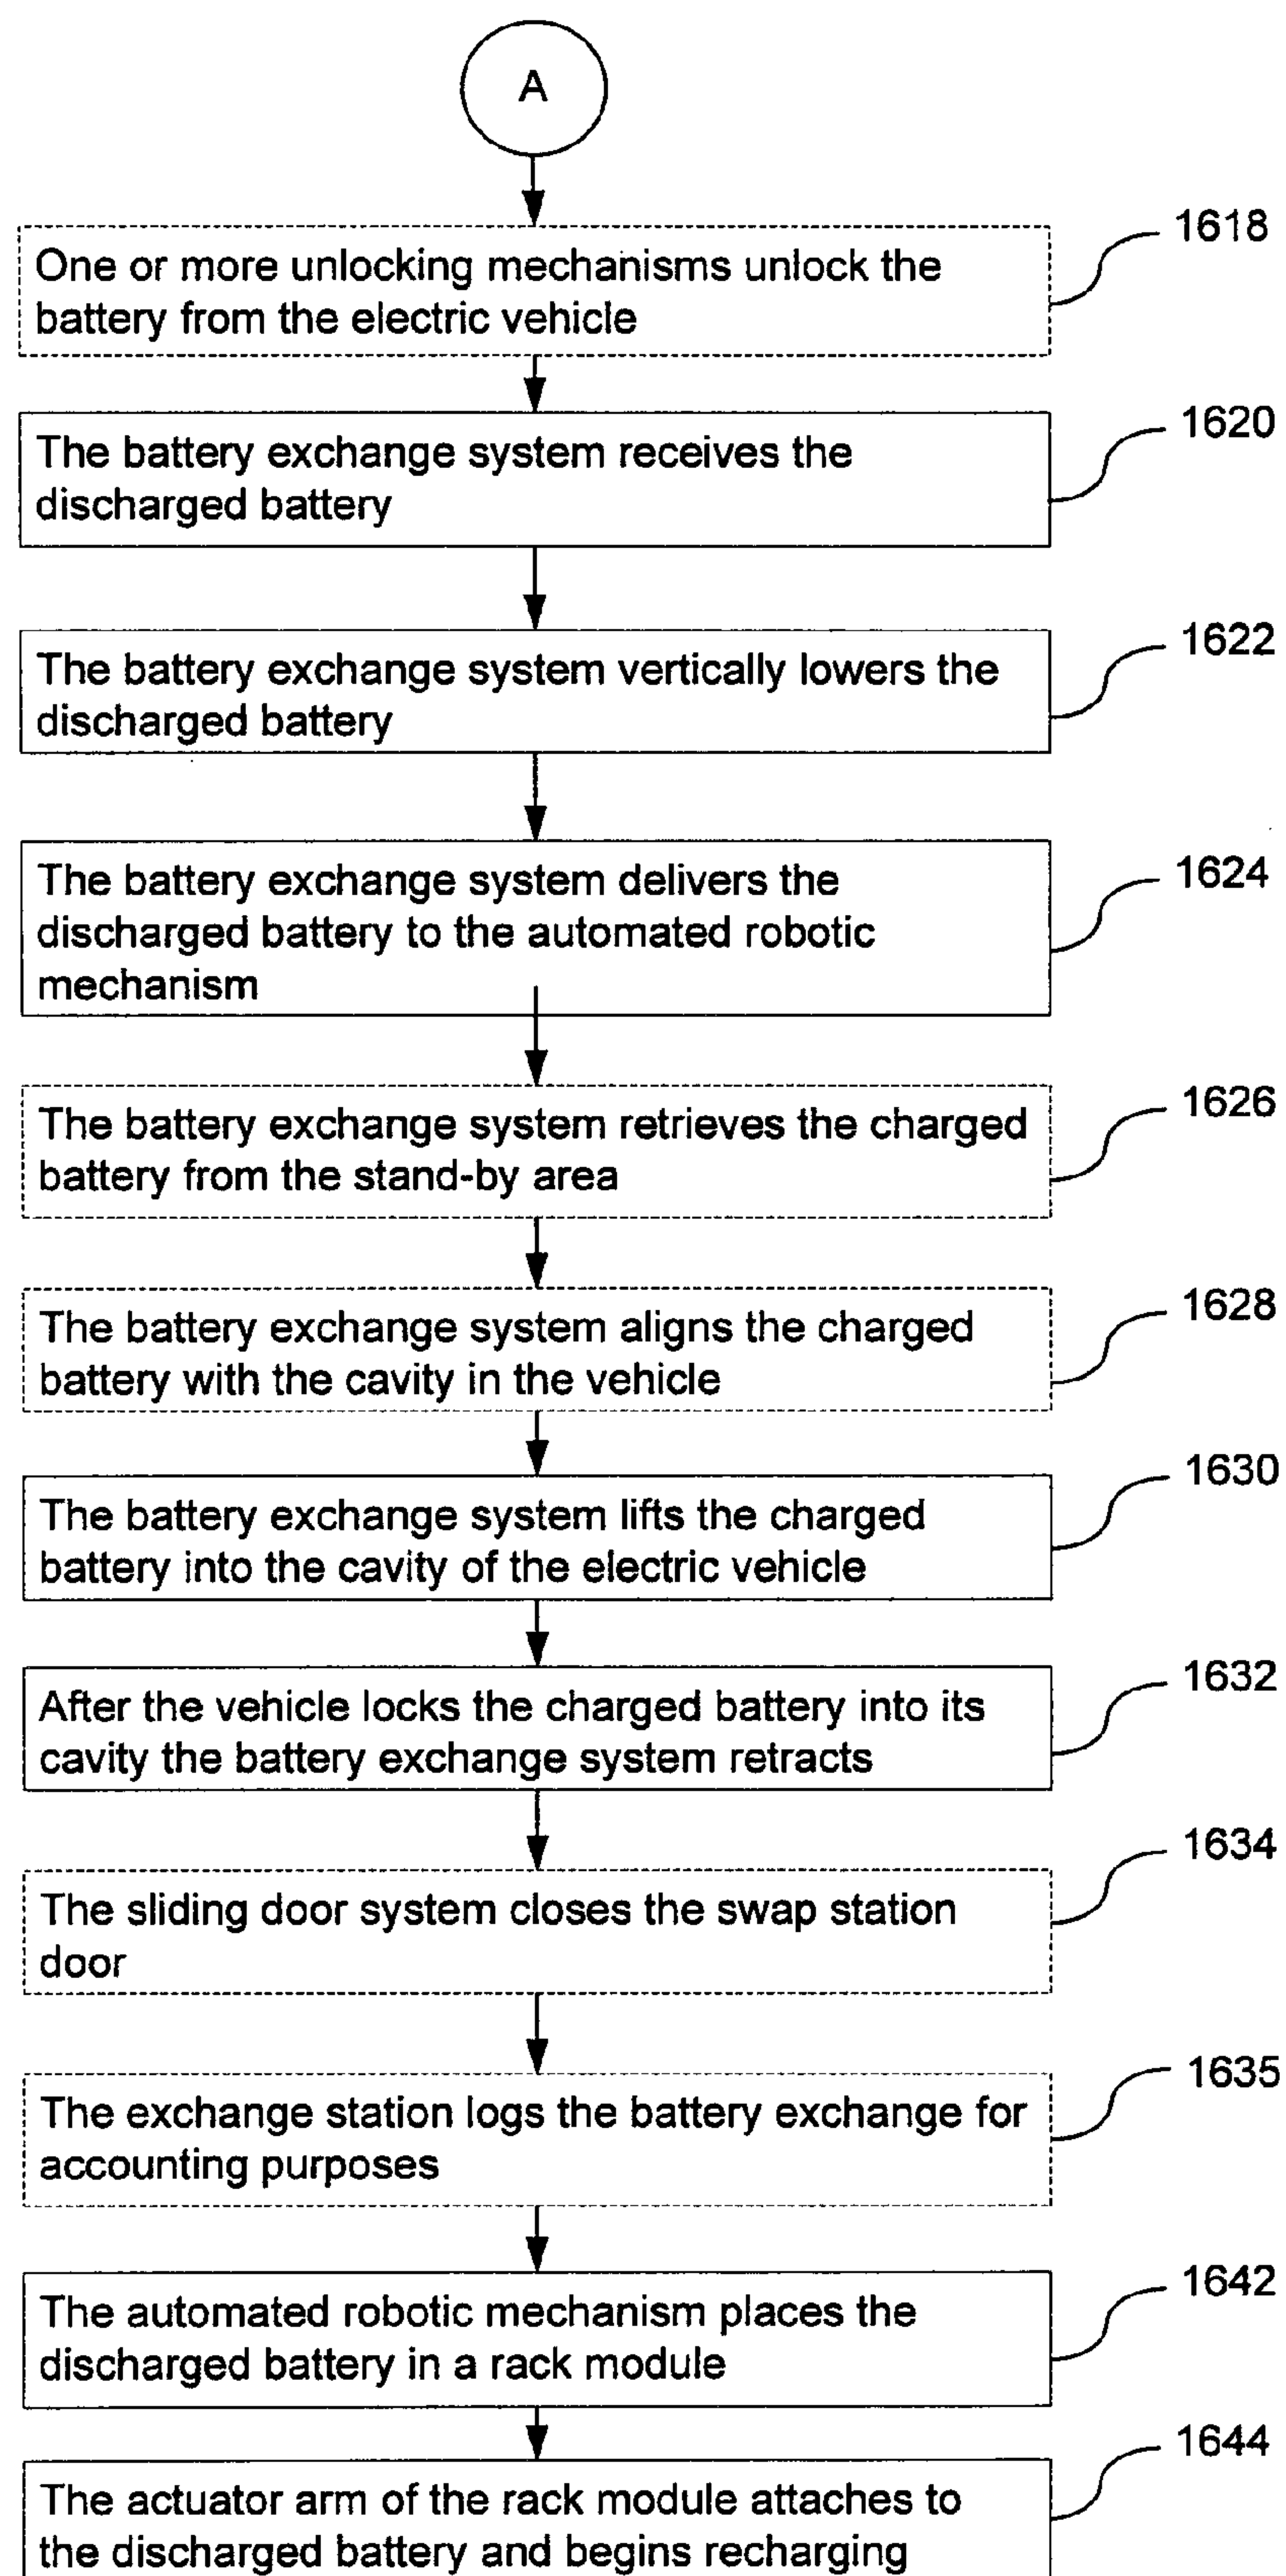 A
1618
One or more unlocking mechanisms unlock the
battery from the electric vehicle
1620
The battery exchange system receives the
discharged battery
1622
The battery exchange system vertically lowers the
discharged battery
1624
The battery exchange system delivers the
discharged battery to the automated robotic
mechanism
1626
The battery exchange system retrieves the charged
battery from the stand-by area
1628
The battery exchange system aligns the charged
battery with the cavity in the vehicle
1630
The battery exchange system lifts the charged
battery into the cavity of the electric vehicle
1632
After the vehicle locks the charged battery into its
cavity the battery exchange system retracts
1634
The sliding door system closes the swap station
door
1635
The exchange station logs the battery exchange for
accounting purposes
1642
The automated robotic mechanism places the
discharged battery in a rack module
1644
The actuator arm of the rack module attaches to
the discharged battery and begins recharging